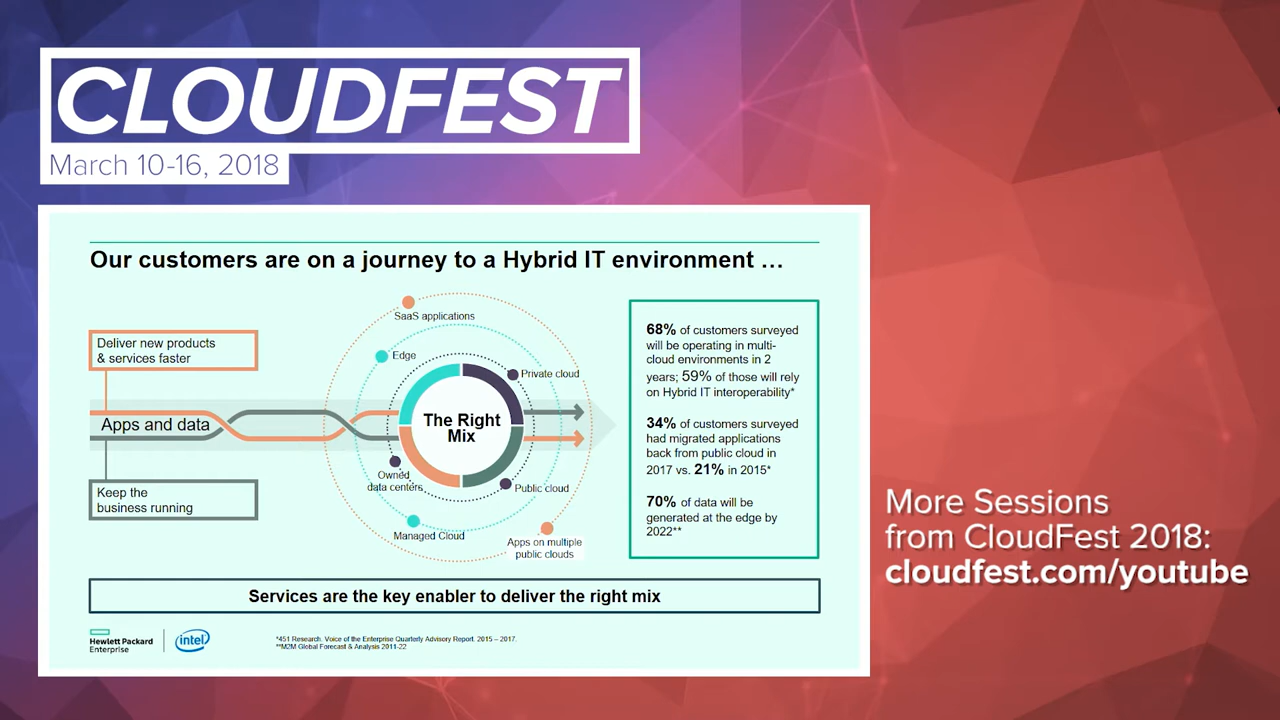 CLOUDFEST
March 10-16, 2018
Our customers are on a journey to a Hybrid IT environment …
Deliver new products
& services faster
Apps and data
Keep the
business running
SaaS applications
Edge
Private cloud
The Right
Mix
Owned
data centers
Public cloud
Managed Cloud
Apps on multiple
public clouds
68% of customers surveyed
will be operating in multi-
cloud environments in 2
years; 59% of those will rely
on Hybrid IT interoperability*
34% of customers surveyed
had migrated applications
back from public cloud in
2017 vs. 21% in 2015*
70% of data will be
generated at the edge by
2022**
Services are the key enabler to deliver the right mix
Hewlett Packard
Enterprise
intel
*451 Research. Voice of the Enterprise Quarterly Advisory Report. 2015 – 2017.
**M2M Global Forecast & Analysis 2011-22
More Sessions
from CloudFest 2018:
cloudfest.com/youtube